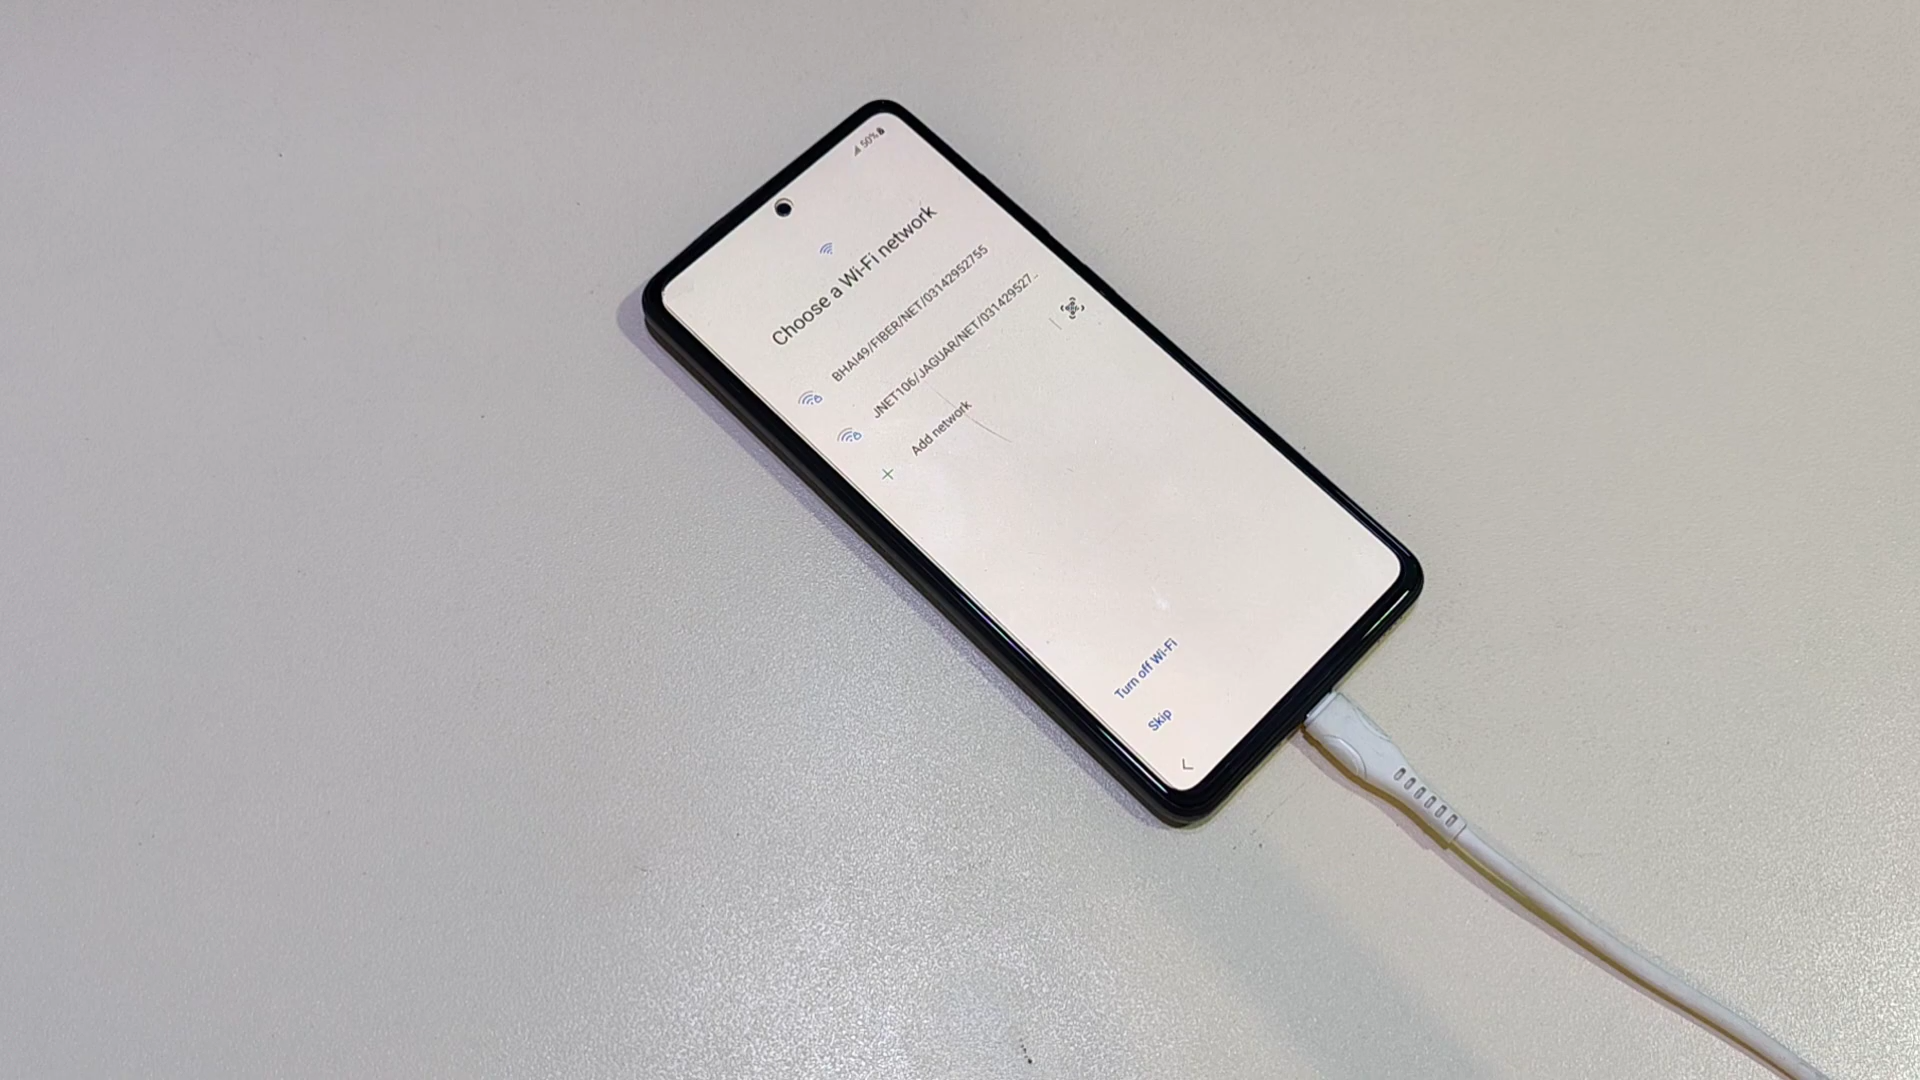 50%
Choose a Wi-Fi network
BHAI49/FIBER/NET/03142952755
JNET106/JAGUAR/NET/031429527...
Add network
Turn off Wi-Fi
Skip